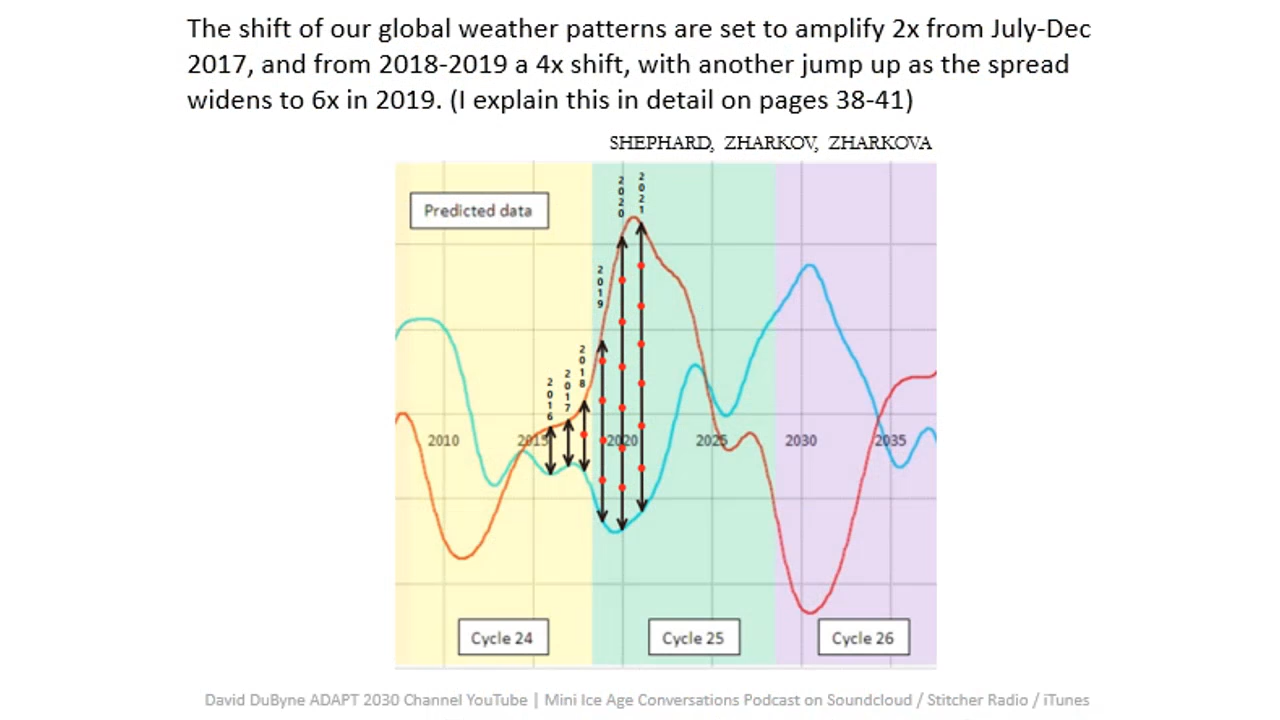 The shift of our global weather patterns are set to amplify 2x from July-Dec
2017, and from 2018-2019 a 4x shift, with another jump up as the spread
widens to 6x in 2019. (I explain this in detail on pages 38-41)
SHEPHARD, ZHARKOV, ZHARKOVA
Predicted data
2020
2021
2019
2018
2017
2016
2010
2015
2020
2025
2030
2035
Cycle 24
Cycle 25
Cycle 26
David DuByne ADAPT 2030 Channel YouTube | Mini Ice Age Conversations Podcast on Soundcloud / Stitcher Radio / iTunes